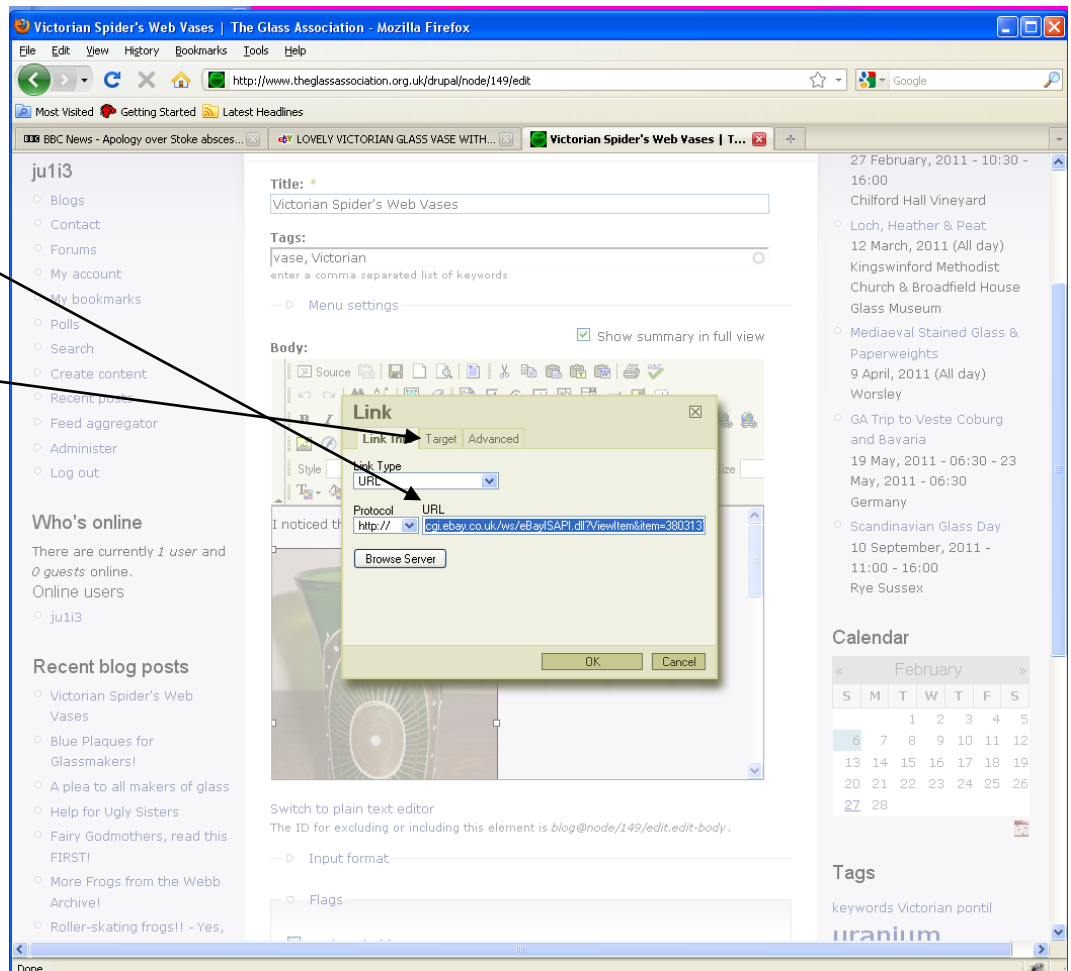 Victorian Spider's Web Vases | The Glass Association - Mozilla Firefox
File Edit View History Bookmarks Tools Help
http://www.theglassassociation.org.uk/drupal/node/149/edit
Google
Most Visited Getting Started Latest Headlines
BBC News - Apology over Stoke absces...
LOVELY VICTORIAN GLASS VASE WITH...
Victorian Spider's Web Vases | T...
ju1i3
Blogs
Contact
Forums
My account
My bookmarks
Polls
Search
Create content
Recent posts
Feed aggregator
Administer
Log out
Who's online
There are currently 1 user and
0 guests online.
Online users
ju1i3
Recent blog posts
Victorian Spider's Web
Vases
Blue Plaques for
Glassmakers!
A plea to all makers of glass
Help for Ugly Sisters
Fairy Godmothers, read this
FIRST!
More Frogs from the Webb
Archive!
Roller-skating frogs!! - Yes,
Title: *
Victorian Spider's Web Vases
Tags:
vase, Victorian
enter a comma separated list of keywords
Menu settings
Show summary in full view
Body:
Source
Style
I noticed th
Link
Link Info Target Advanced
Link Type
URL
Protocol URL
http:// cgi.ebay.co.uk/ws/eBayISAPI.dll?ViewItem&item=380313
Browse Server
OK Cancel
Switch to plain text editor
The ID for excluding or including this element is blog@node/149/edit.edit-body.
Input format
Flags
27 February, 2011 - 10:30 -
16:00
Chilford Hall Vineyard
Loch, Heather & Peat
12 March, 2011 (All day)
Kingswinford Methodist
Church & Broadfield House
Glass Museum
Mediaeval Stained Glass &
Paperweights
9 April, 2011 (All day)
Worsley
GA Trip to Veste Coburg
and Bavaria
19 May, 2011 - 06:30 - 23
May, 2011 - 06:30
Germany
Scandinavian Glass Day
10 September, 2011 -
11:00 - 16:00
Rye Sussex
Calendar
« February »
S M T W T F S
1 2 3 4 5
6 7 8 9 10 11 12
13 14 15 16 17 18 19
20 21 22 23 24 25 26
27 28
Tags
keywords Victorian pontil
uranium
Done